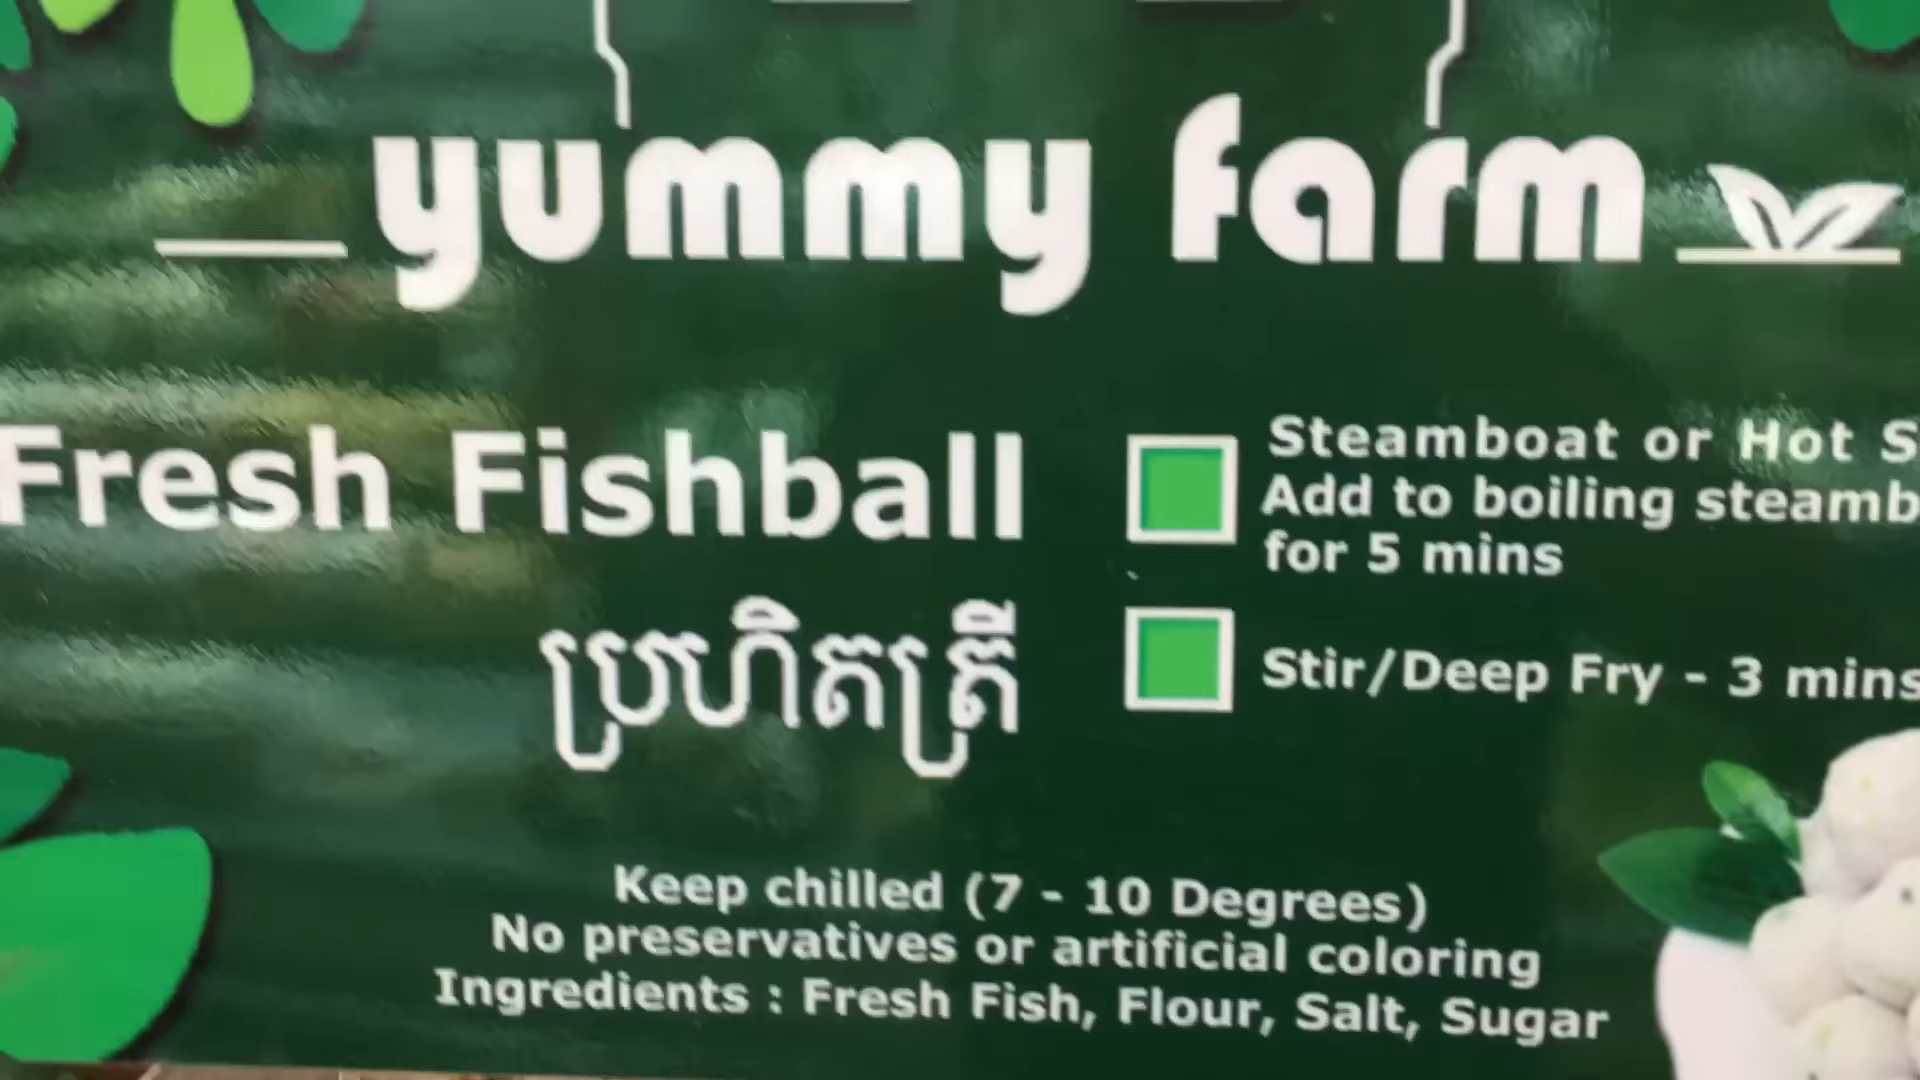 yummy farm
Fresh Fishball
ប្រហិតត្រី
Steamboat or Hot
Add to boiling
for 5 mins
Stir/Deep Fry - 3 mins
Keep chilled (7 - 10 Degrees)
No preservatives or artificial coloring
Ingredients : Fresh Fish, Flour, Salt, Sugar